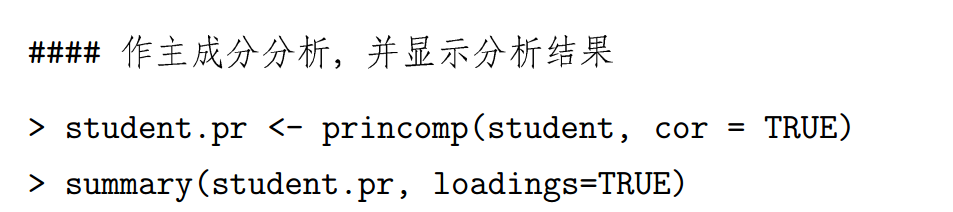 #### 作主成分分析，并显示分析结果
> student.pr <- princomp(student, cor = TRUE)
> summary(student.pr, loadings=TRUE)